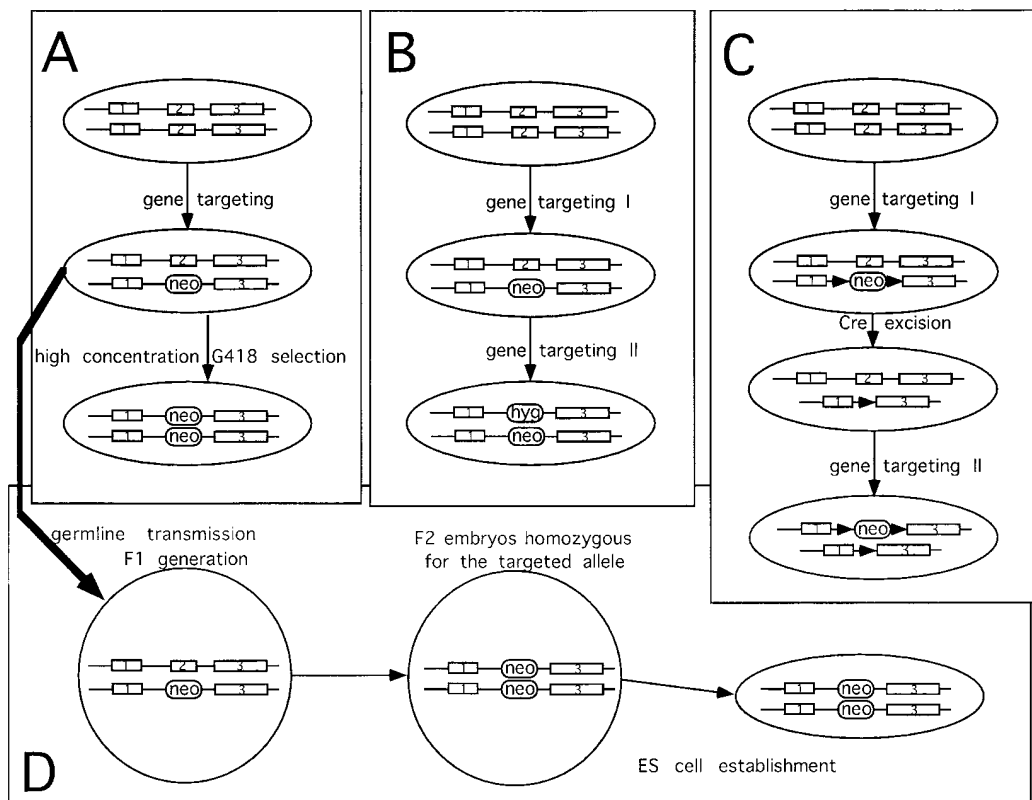 A
1 2 3
1 2 3
gene targeting
1 2 3
1 neo 3
high concentration G418 selection
1 neo 3
1 neo 3
B
1 2 3
1 2 3
gene targeting I
1 2 3
1 neo 3
gene targeting II
1 hyg 3
1 neo 3
C
1 2 3
1 2 3
gene targeting I
1 2 3
1 neo 3
Cre excision
1 2 3
1 3
gene targeting II
1 neo 3
1 3
D
germline transmission
F1 generation
1 2 3
1 neo 3
F2 embryos homozygous
for the targeted allele
1 neo 3
1 neo 3
1 neo 3
1 neo 3
ES cell establishment